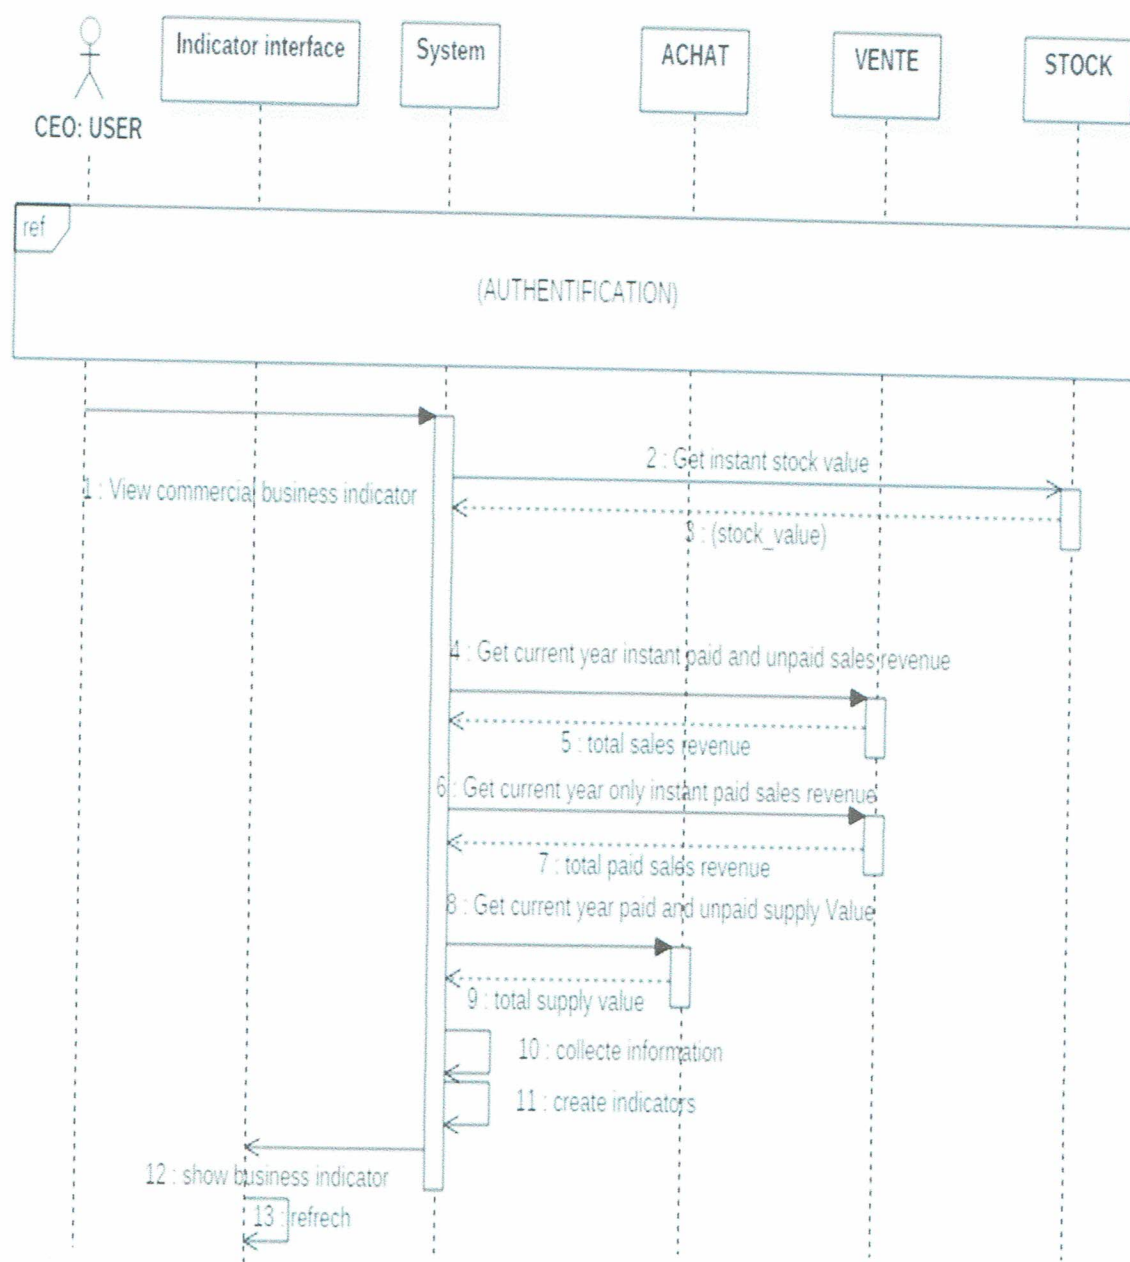 Indicator interface
System
ACHAT
VENTE
STOCK
CEO: USER
ref
(AUTHENTIFICATION)
2 : Get instant stock value
1 : View commercial business indicator
3 : (stock_value)
4 : Get current year instant paid and unpaid sales revenue
5 : total sales revenue
6 : Get current year only instant paid sales revenue
7 : total paid sales revenue
8 : Get current year paid and unpaid supply Value
9 : total supply value
10 : collecte information
11 : create indicators
12 : show business indicator
13 : refrech